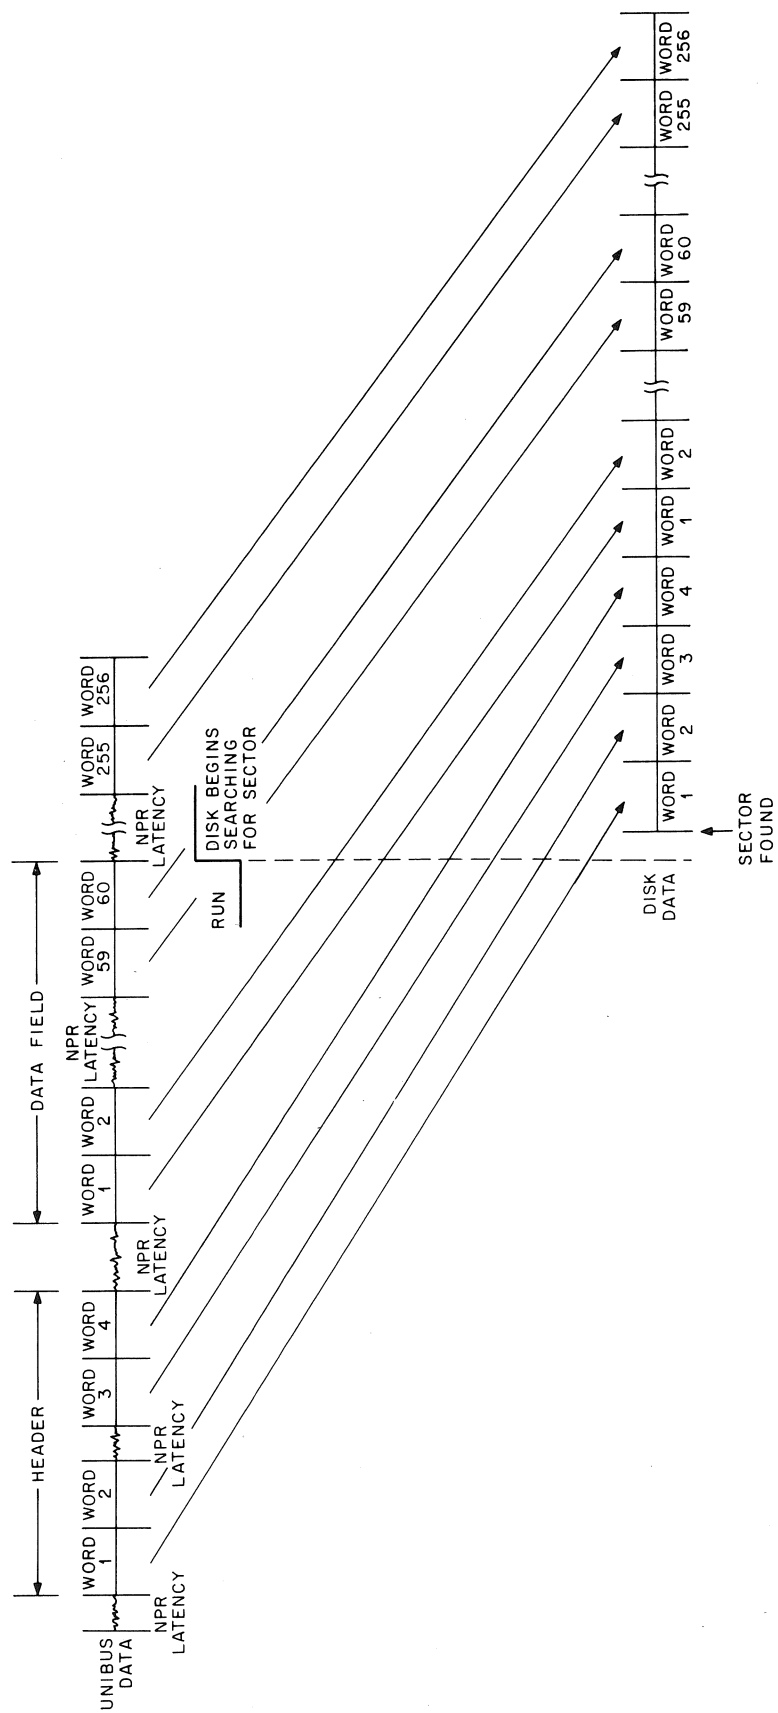 HEADER
DATA FIELD
UNIBUS
DATA
WORD
1
WORD
2
WORD
3
WORD
4
WORD
1
WORD
2
NPR
LATENCY
WORD
59
WORD
60
WORD
255
WORD
256
NPR
LATENCY
NPR
LATENCY
NPR
LATENCY
NPR
LATENCY
RUN
DISK BEGINS
SEARCHING
FOR SECTOR
DISK
DATA
WORD
1
WORD
2
WORD
3
WORD
4
WORD
1
WORD
2
WORD
59
WORD
60
WORD
255
WORD
256
SECTOR
FOUND